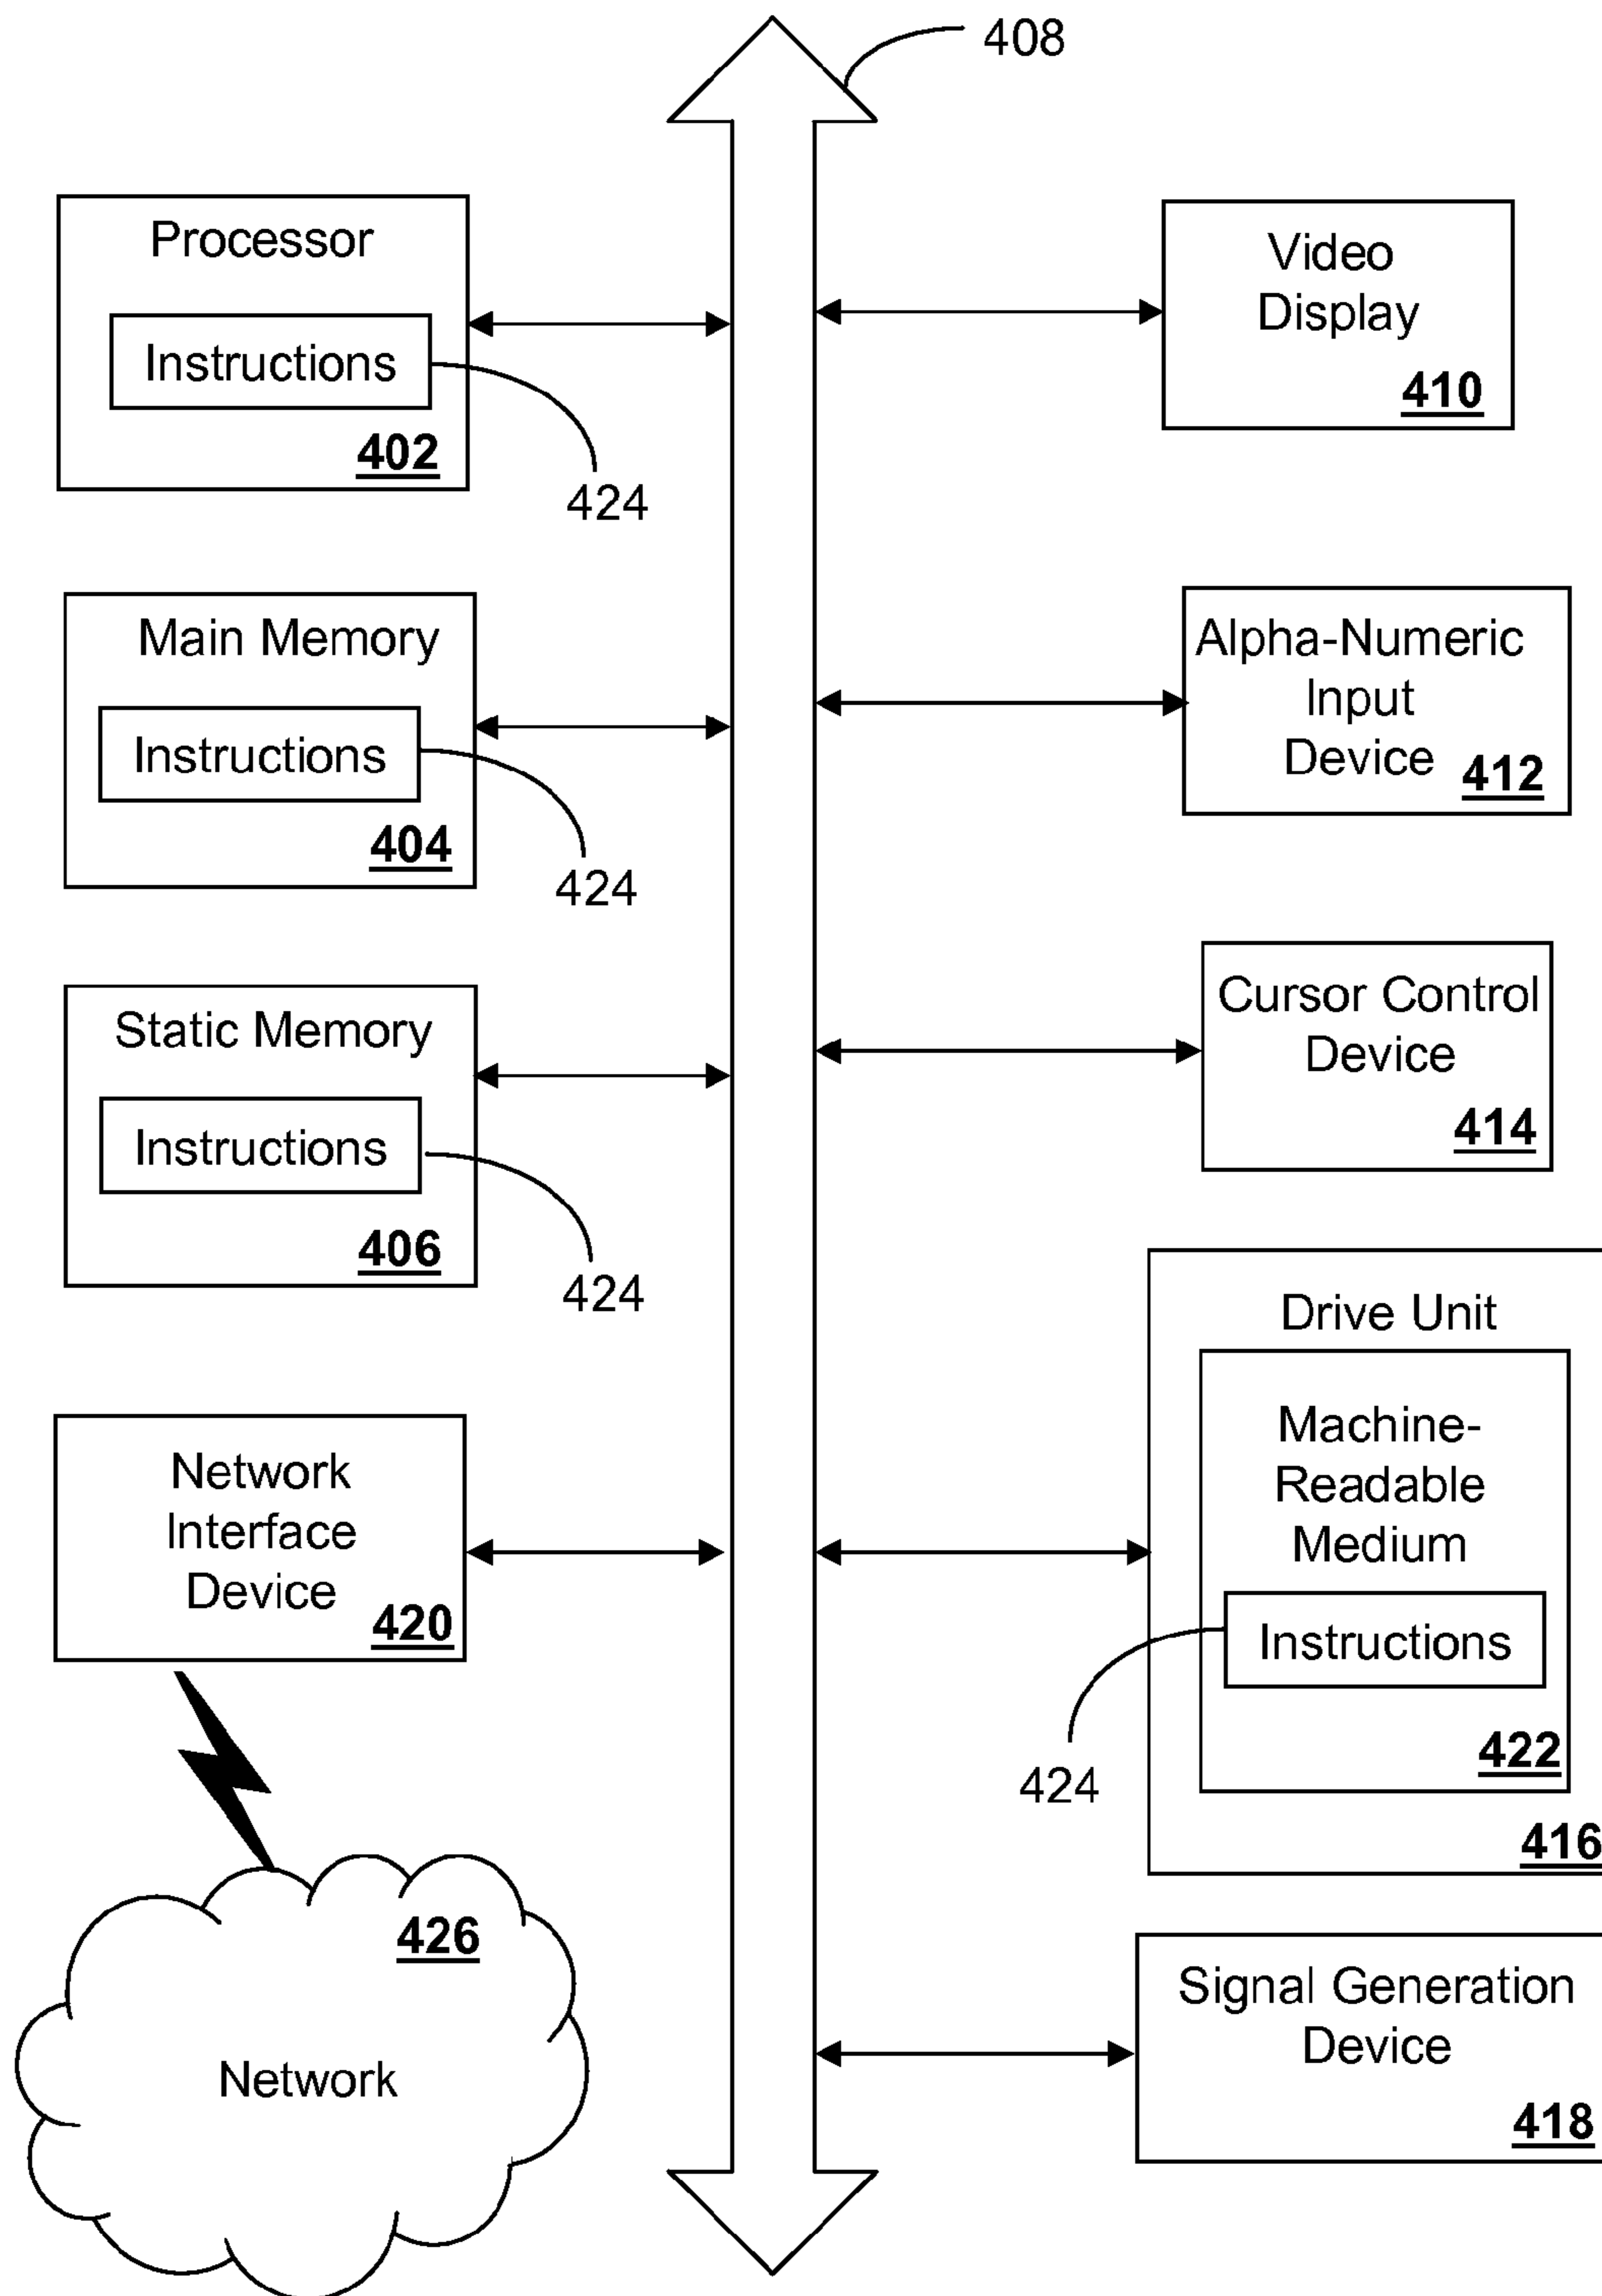 408
Processor
Instructions
402
424
Main Memory
Instructions
404
424
Static Memory
Instructions
406
424
Network
Interface
Device
420
426
Network
Video
Display
410
Alpha-Numeric
Input
Device
412
Cursor Control
Device
414
Drive Unit
Machine-
Readable
Medium
Instructions
424
422
416
Signal Generation
Device
418